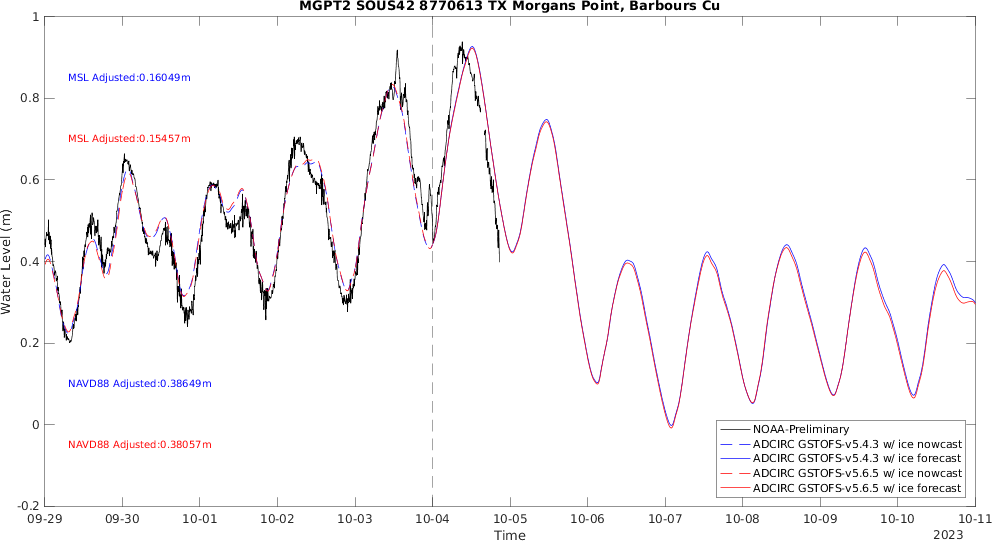 MGPT2 SOUS42 8770613 TX Morgans Point, Barbours Cu
1
0.8
0.6
0.4
0.2
0
-0.2
Water Level (m)
MSL Adjusted:0.16049m
MSL Adjusted:0.15457m
NAVD88 Adjusted:0.38649m
NAVD88 Adjusted:0.38057m
NOAA-Preliminary
ADCIRC GSTOFS-v5.4.3 w/ ice nowcast
ADCIRC GSTOFS-v5.4.3 w/ ice forecast
ADCIRC GSTOFS-v5.6.5 w/ ice nowcast
ADCIRC GSTOFS-v5.6.5 w/ ice forecast
09-29 09-30 10-01 10-02 10-03 10-04 10-05 10-06 10-07 10-08 10-09 10-10 10-11
Time
2023